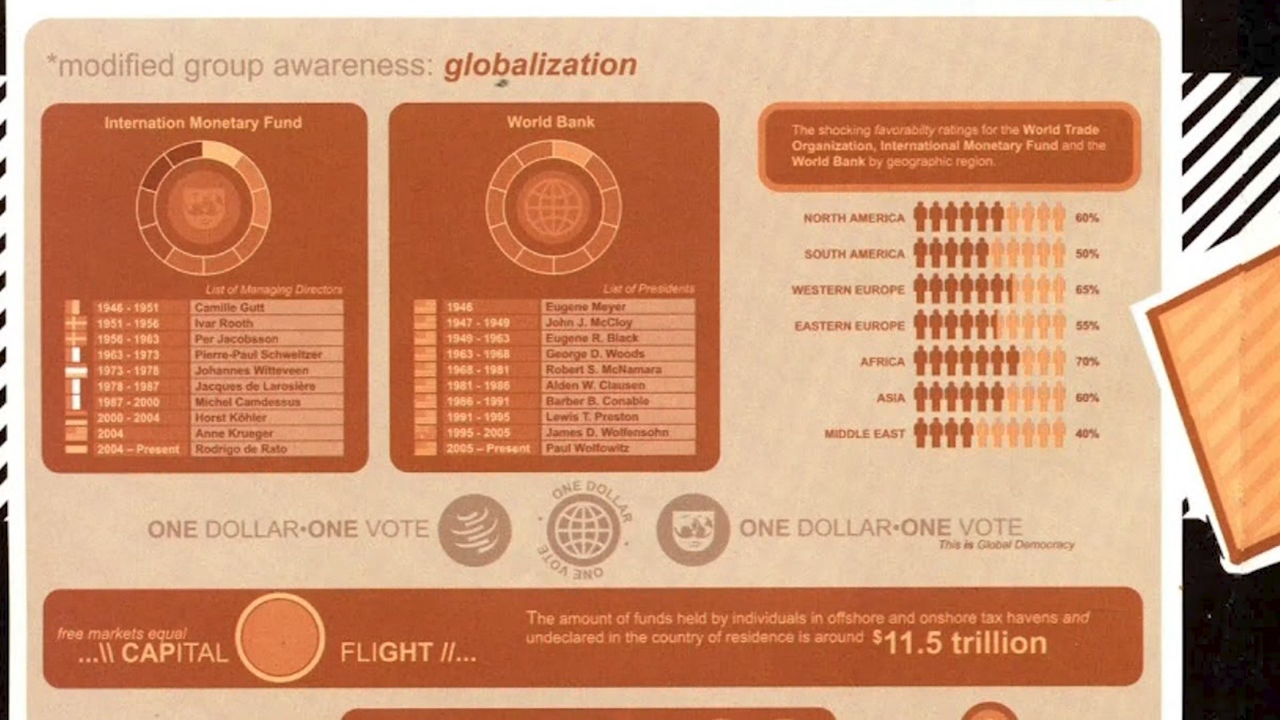 *modified group awareness: globalization
Internation Monetary Fund
List of Managing Directors
1946 - 1951 Camille Gutt
1951 - 1956 Ivar Rooth
1956 - 1963 Per Jacobsson
1963 - 1973 Pierre-Paul Schweitzer
1973 - 1978 Johannes Witteveen
1978 - 1987 Jacques de Larosière
1987 - 2000 Michel Camdessus
2000 - 2004 Horst Köhler
2004 Anne Krueger
2004 – Present Rodrigo de Rato
World Bank
List of Presidents
1946 Eugene Meyer
1947 - 1949 John J. McCloy
1949 - 1963 Eugene R. Black
1963 - 1968 George D. Woods
1968 - 1981 Robert S. McNamara
1981 - 1986 Alden W. Clausen
1986 - 1991 Barber B. Conable
1991 - 1995 Lewis T. Preston
1995 - 2005 James D. Wolfensohn
2005 – Present Paul Wolfowitz
The shocking favorabilty ratings for the World Trade
Organization, International Monetary Fund and the
World Bank by geographic region.
NORTH AMERICA 60%
SOUTH AMERICA 50%
WESTERN EUROPE 65%
EASTERN EUROPE 55%
AFRICA 70%
ASIA 60%
MIDDLE EAST 40%
ONE DOLLAR•ONE VOTE
ONE DOLLAR • ONE VOTE •
ONE DOLLAR•ONE VOTE
This is Global Democracy
free markets equal
...\\ CAPITAL FLIGHT //...
The amount of funds held by individuals in offshore and onshore tax havens and
undeclared in the country of residence is around $11.5 trillion